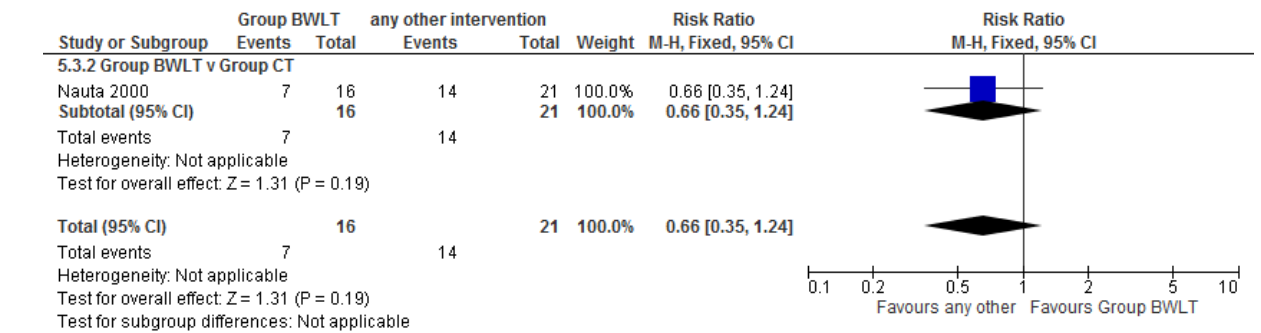 Group BWLT any other intervention Risk Ratio Risk Ratio
Study or Subgroup Events Total Events Total Weight M-H, Fixed, 95% CI M-H, Fixed, 95% CI
5.3.2 Group BWLT v Group CT
Nauta 2000 7 16 14 21 100.0% 0.66 [0.35, 1.24]
Subtotal (95% CI) 16 21 100.0% 0.66 [0.35, 1.24]
Total events 7 14
Heterogeneity: Not applicable
Test for overall effect: Z = 1.31 (P = 0.19)
Total (95% CI) 16 21 100.0% 0.66 [0.35, 1.24]
Total events 7 14
Heterogeneity: Not applicable
Test for overall effect: Z = 1.31 (P = 0.19)
Test for subgroup differences: Not applicable
0.1 0.2 0.5 1 2 5 10
Favours any other Favours Group BWLT